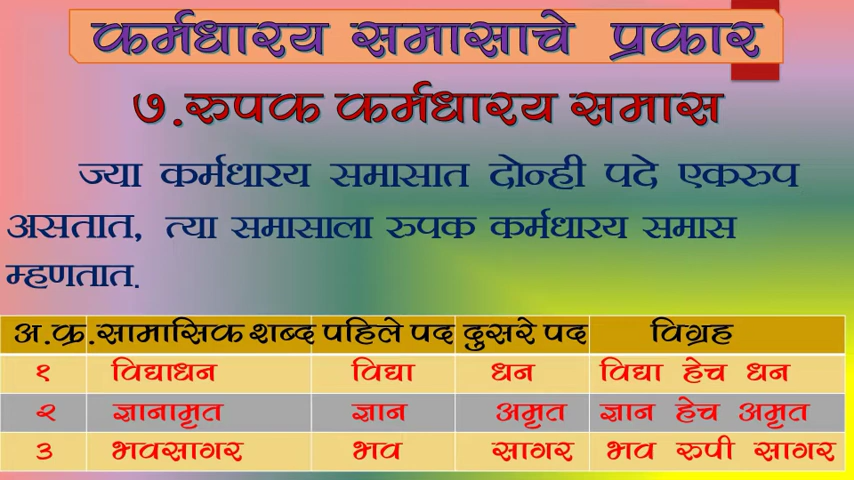 कर्मधारय समासाचे प्रकार
७.रुपक कर्मधारय समास
ज्या कर्मधारय समासात दोन्ही पदे एकरुप
असतात, त्या समासाला रुपक कर्मधारय समास
म्हणतात.
अ.क्र. सामासिक शब्द पहिले पद दुसरे पद विग्रह
१ विद्याधन विद्या धन विद्या हेच धन
२ ज्ञानामृत ज्ञान अमृत ज्ञान हेच अमृत
३ भवसागर भव सागर भव रुपी सागर